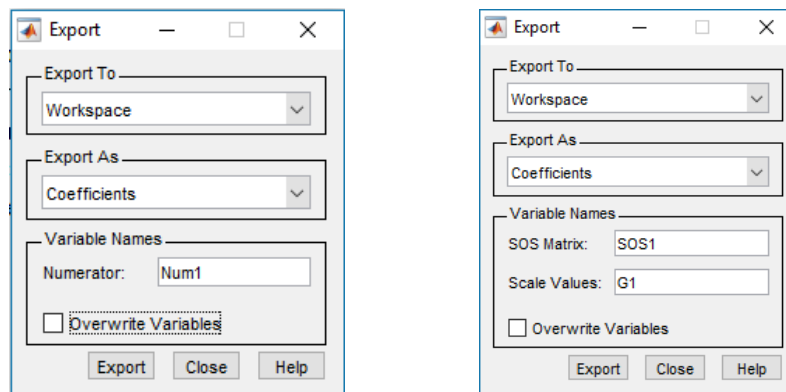 Export
Export To
Workspace
Export As
Coefficients
Variable Names
Numerator: Num1
Overwrite Variables
Export Close Help
Export
Export To
Workspace
Export As
Coefficients
Variable Names
SOS Matrix: SOS1
Scale Values: G1
Overwrite Variables
Export Close Help